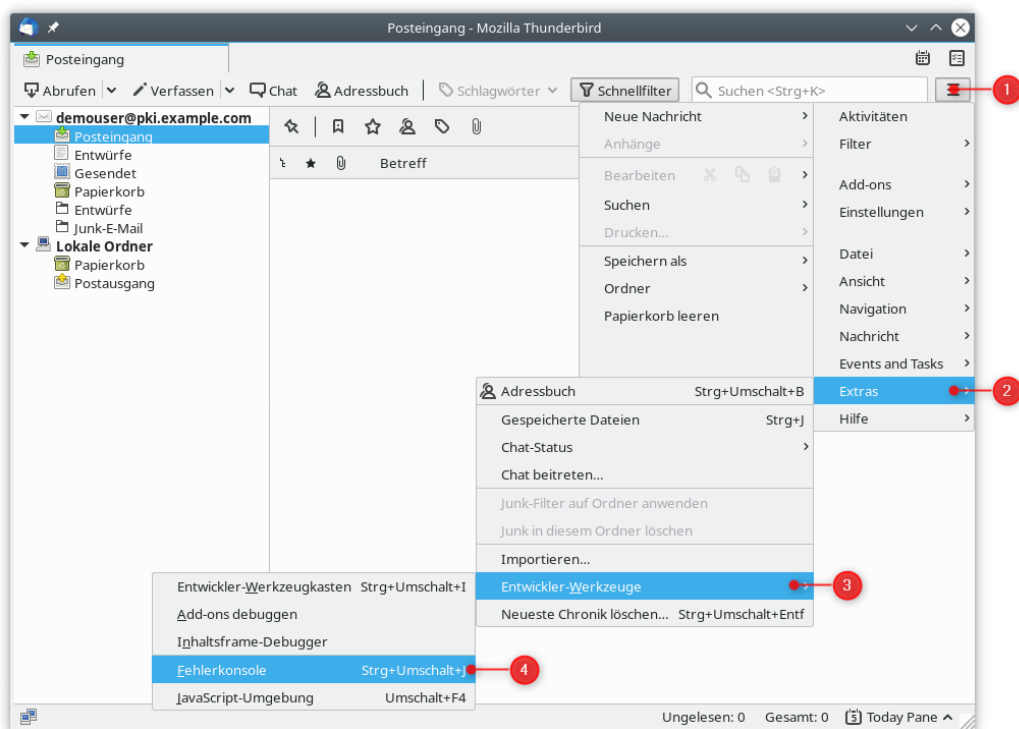 Posteingang - Mozilla Thunderbird
Posteingang
Abrufen Verfassen Chat Adressbuch Schlagwörter Schnellfilter Suchen <Strg+K>
1
demouser@pki.example.com
Posteingang
Entwürfe
Gesendet
Papierkorb
Entwürfe
Junk-E-Mail
Lokale Ordner
Papierkorb
Postausgang
Betreff
Neue Nachricht
Anhänge
Bearbeiten
Suchen
Drucken...
Speichern als
Ordner
Papierkorb leeren
Aktivitäten
Filter
Add-ons
Einstellungen
Datei
Ansicht
Navigation
Nachricht
Events and Tasks
Extras
2
Hilfe
Adressbuch Strg+Umschalt+B
Gespeicherte Dateien Strg+J
Chat-Status
Chat beitreten...
Junk-Filter auf Ordner anwenden
Junk in diesem Ordner löschen
Importieren...
Entwickler-Werkzeuge
3
Neueste Chronik löschen... Strg+Umschalt+Entf
Entwickler-Werkzeugkasten Strg+Umschalt+I
Add-ons debuggen
Inhaltsframe-Debugger
Fehlerkonsole Strg+Umschalt+J
4
JavaScript-Umgebung Umschalt+F4
Ungelesen: 0 Gesamt: 0 5 Today Pane